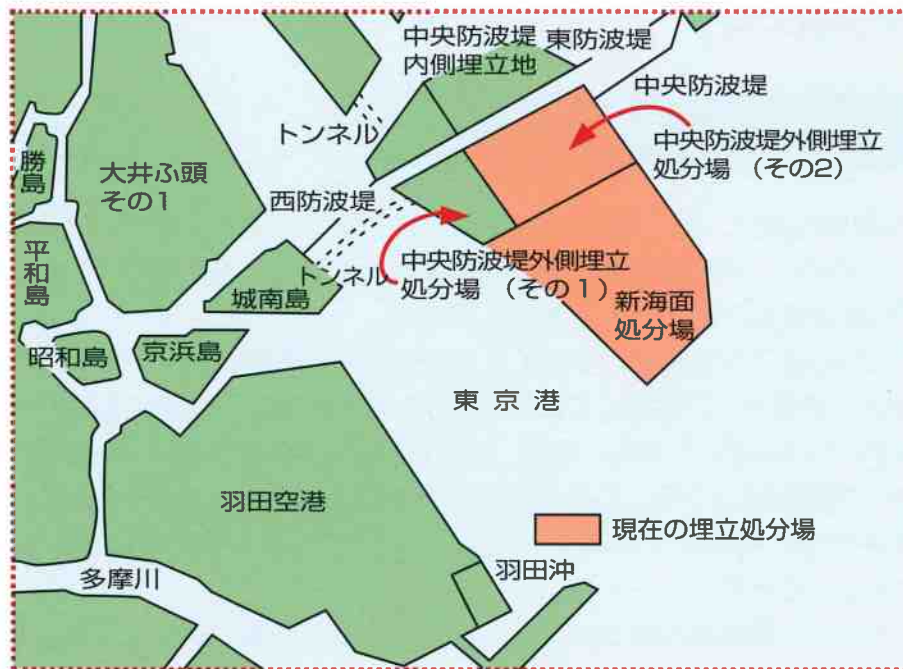 中央防波堤
内側埋立地
東防波堤
中央防波堤
中央防波堤外側埋立
処分場 (その2)
トンネル
勝島
大井ふ頭
その1
西防波堤
平和島
トンネル
中央防波堤外側埋立
処分場 (その1)
城南島
新海面
処分場
昭和島
京浜島
東京港
羽田空港
現在の埋立処分場
羽田沖
多摩川